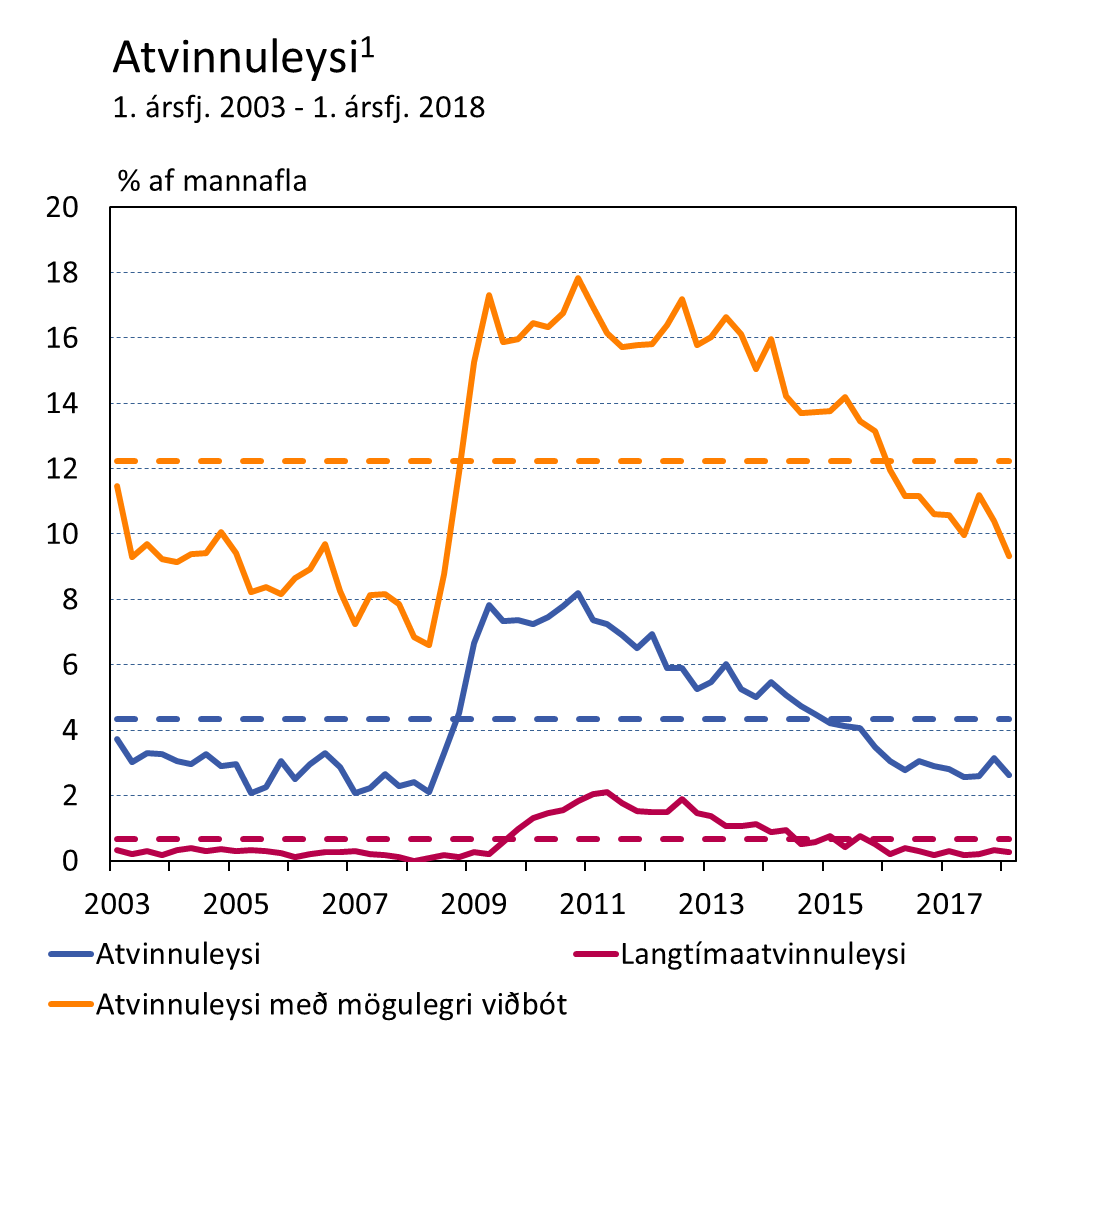 Atvinnuleysi¹
1. ársfj. 2003 - 1. ársfj. 2018
% af mannafla
20
18
16
14
12
10
8
6
4
2
0
2003 2005 2007 2009 2011 2013 2015 2017
Atvinnuleysi Langtímaatvinnuleysi
Atvinnuleysi með mögulegri viðbót